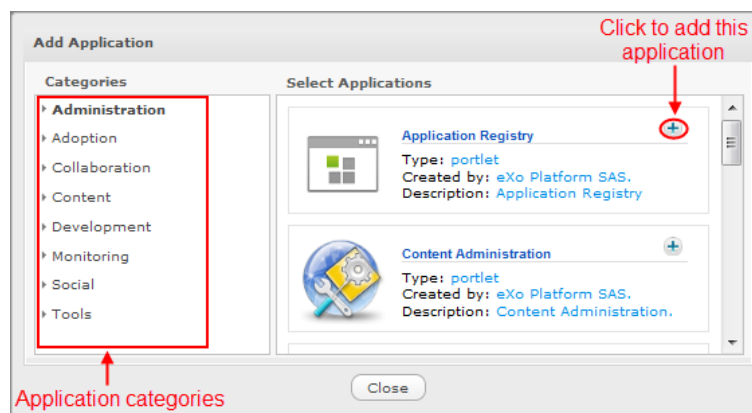 Click to add this
application
Add Application
Categories
Select Applications
Administration
Adoption
Collaboration
Content
Development
Monitoring
Social
Tools
Application Registry
Type: portlet
Created by: eXo Platform SAS.
Description: Application Registry
Content Administration
Type: portlet
Created by: eXo Platform SAS.
Description: Content Administration.
Close
Application categories